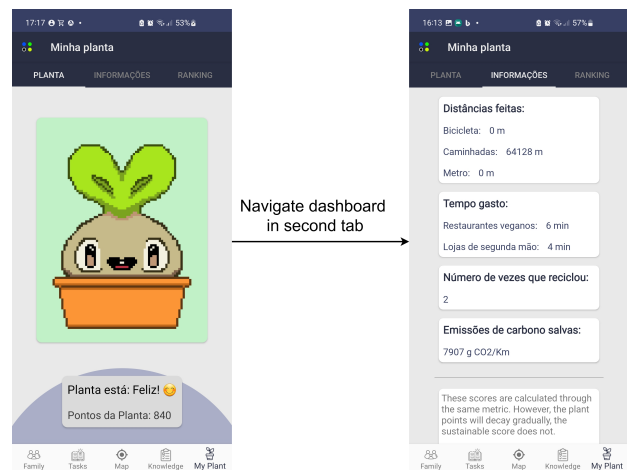 17:17
53%
Minha planta
PLANTA INFORMAÇÕES RANKING
Planta está: Feliz!
Pontos da Planta: 840
Family Tasks Map Knowledge My Plant
Navigate dashboard
in second tab
16:13
57%
Minha planta
PLANTA INFORMAÇÕES RANKING
Distâncias feitas:
Bicicleta: 0 m
Caminhadas: 64128 m
Metro: 0 m
Tempo gasto:
Restaurantes veganos: 6 min
Lojas de segunda mão: 4 min
Número de vezes que reciclou:
2
Emissões de carbono salvas:
7907 g CO2/Km
These scores are calculated through
the same metric. However, the plant
points will decay gradually, the
sustainable score does not.
Family Tasks Map Knowledge My Plant